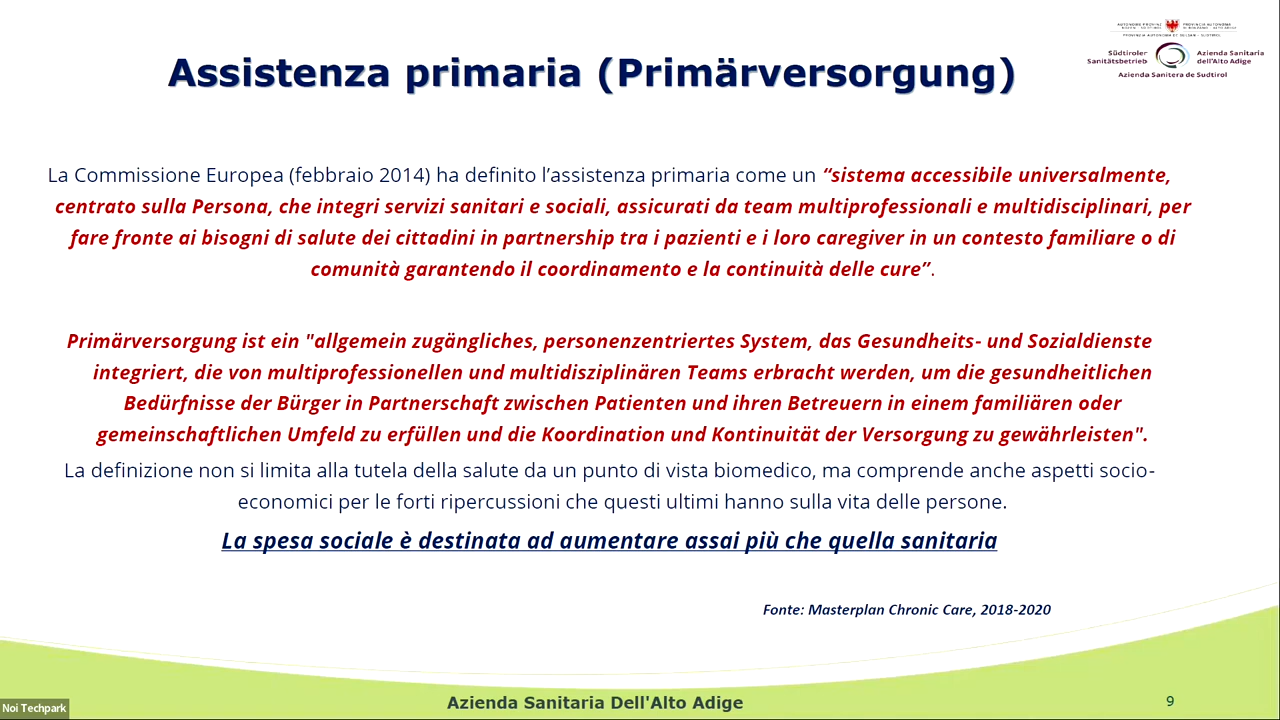 Assistenza primaria (Primärversorgung)
Südtiroler Sanitätsbetrieb
Azienda Sanitaria dell'Alto Adige
Azienda Sanitera de Sudtirol
La Commissione Europea (febbraio 2014) ha definito l’assistenza primaria come un “sistema accessibile universalmente,
centrato sulla Persona, che integri servizi sanitari e sociali, assicurati da team multiprofessionali e multidisciplinari, per
fare fronte ai bisogni di salute dei cittadini in partnership tra i pazienti e i loro caregiver in un contesto familiare o di
comunità garantendo il coordinamento e la continuità delle cure”.
Primärversorgung ist ein "allgemein zugängliches, personenzentriertes System, das Gesundheits- und Sozialdienste
integriert, die von multiprofessionellen und multidisziplinären Teams erbracht werden, um die gesundheitlichen
Bedürfnisse der Bürger in Partnerschaft zwischen Patienten und ihren Betreuern in einem familiären oder
gemeinschaftlichen Umfeld zu erfüllen und die Koordination und Kontinuität der Versorgung zu gewährleisten".
La definizione non si limita alla tutela della salute da un punto di vista biomedico, ma comprende anche aspetti socio-
economici per le forti ripercussioni che questi ultimi hanno sulla vita delle persone.
La spesa sociale è destinata ad aumentare assai più che quella sanitaria
Fonte: Masterplan Chronic Care, 2018-2020
Azienda Sanitaria Dell'Alto Adige
9
Noi Techpark